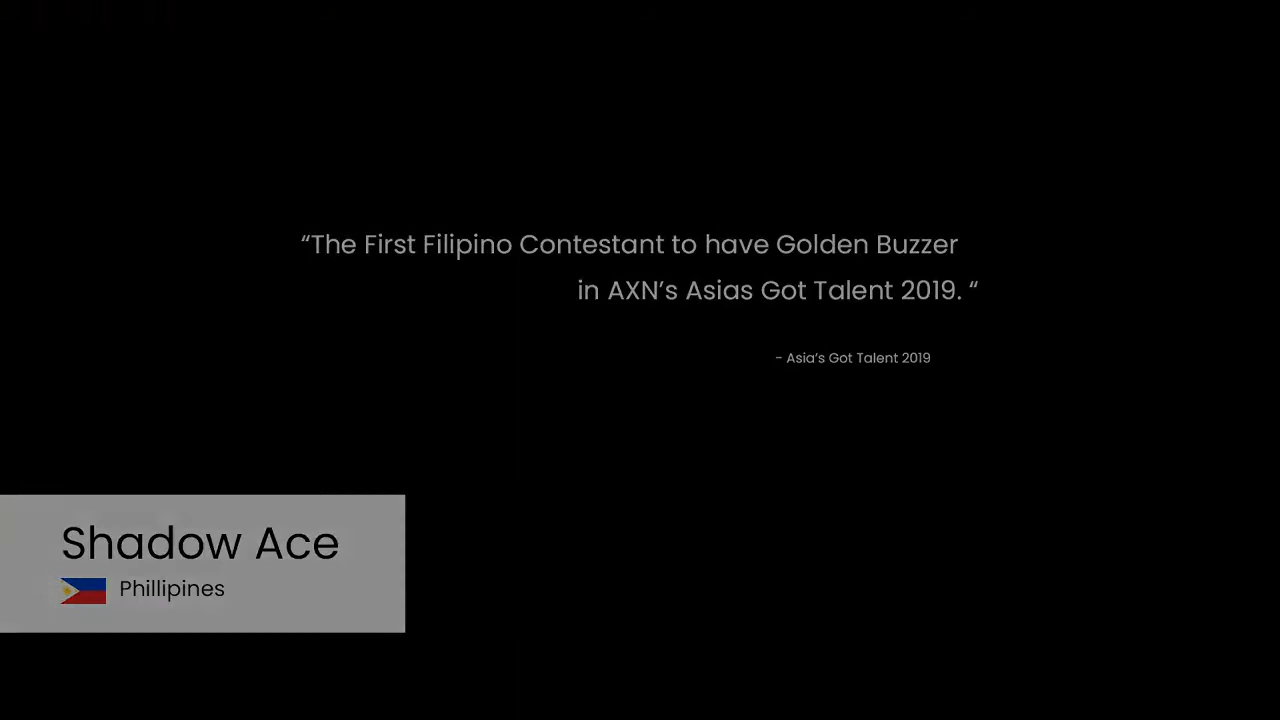 “The First Filipino Contestant to have Golden Buzzer
in AXN’s Asias Got Talent 2019. “
- Asia’s Got Talent 2019
Shadow Ace
Phillipines